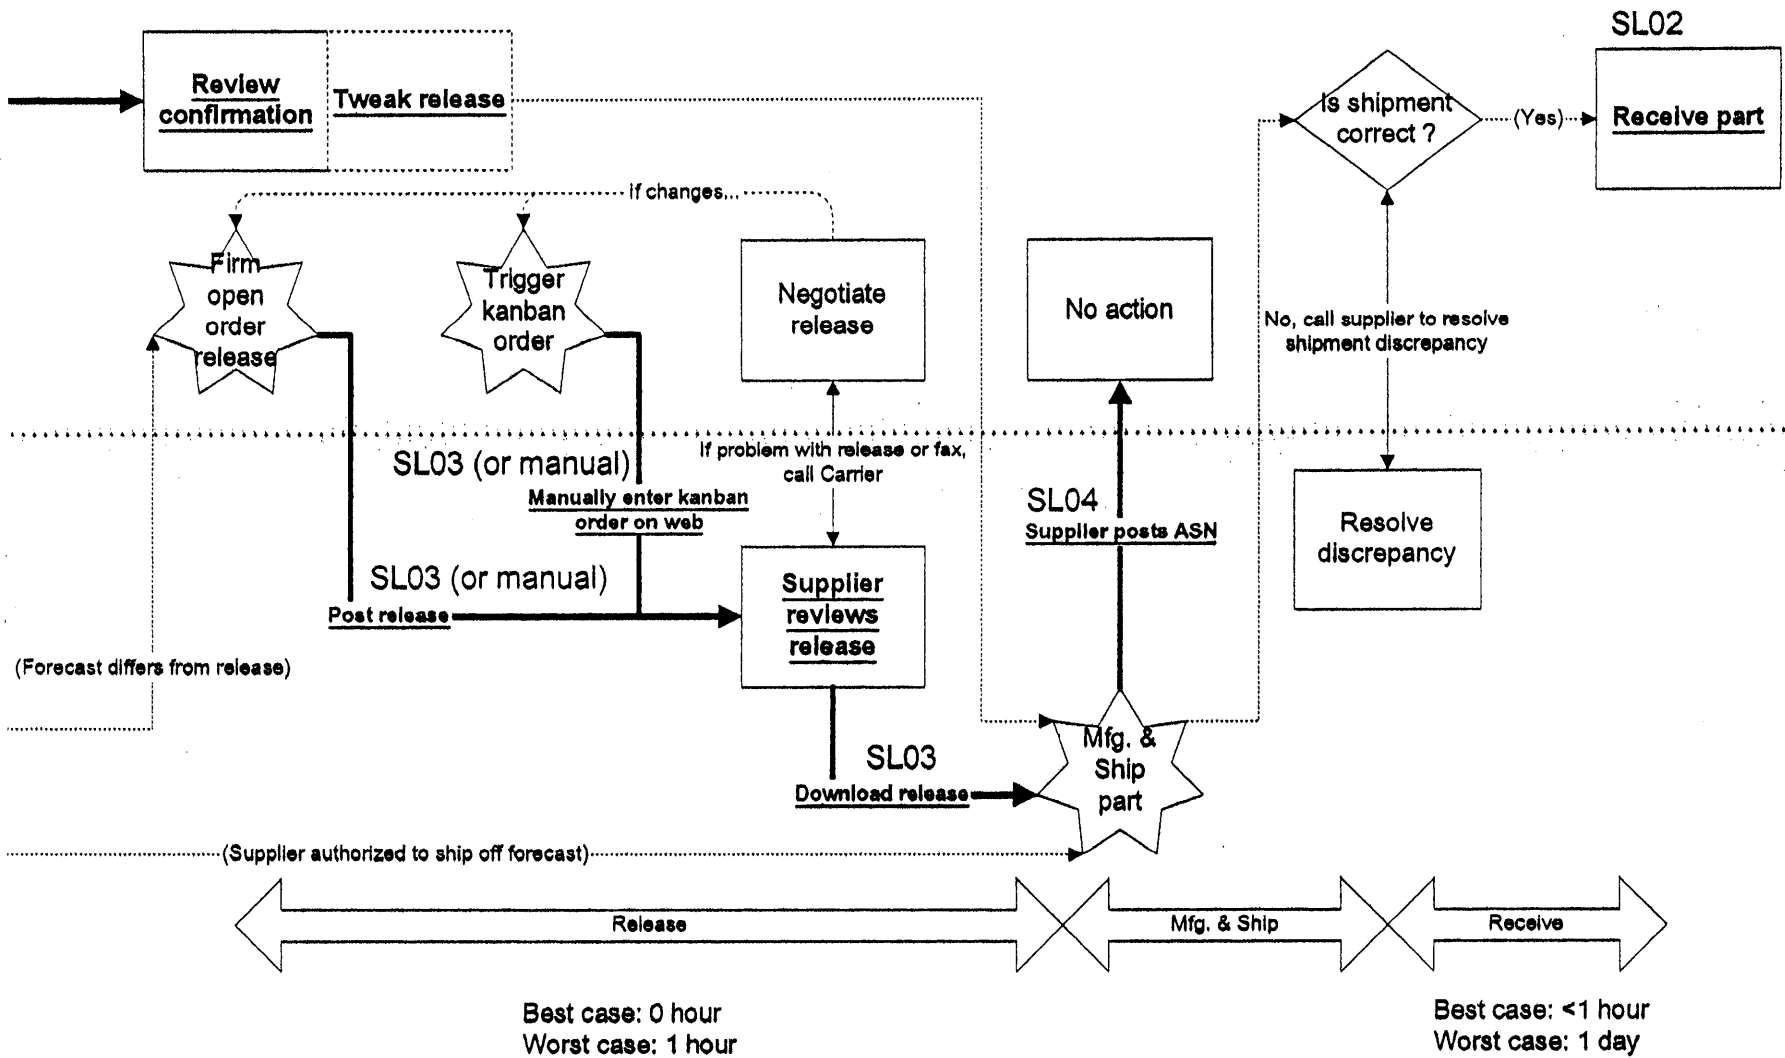 SL02
Review
confirmation
Tweak release
Is shipment
correct ?
(Yes)
Receive part
If changes...
Firm
open
order
release
Trigger
kanban
order
Negotiate
release
No action
No, call supplier to resolve
shipment discrepancy
SL03 (or manual)
Manually enter kanban
order on web
If problem with release or fax,
call Carrier
SL04
Supplier posts ASN
Resolve
discrepancy
SL03 (or manual)
Post release
Supplier
reviews
release
(Forecast differs from release)
SL03
Download release
Mfg. &
Ship
part
(Supplier authorized to ship off forecast)
Release
Mfg. & Ship
Receive
Best case: 0 hour
Worst case: 1 hour
Best case: <1 hour
Worst case: 1 day